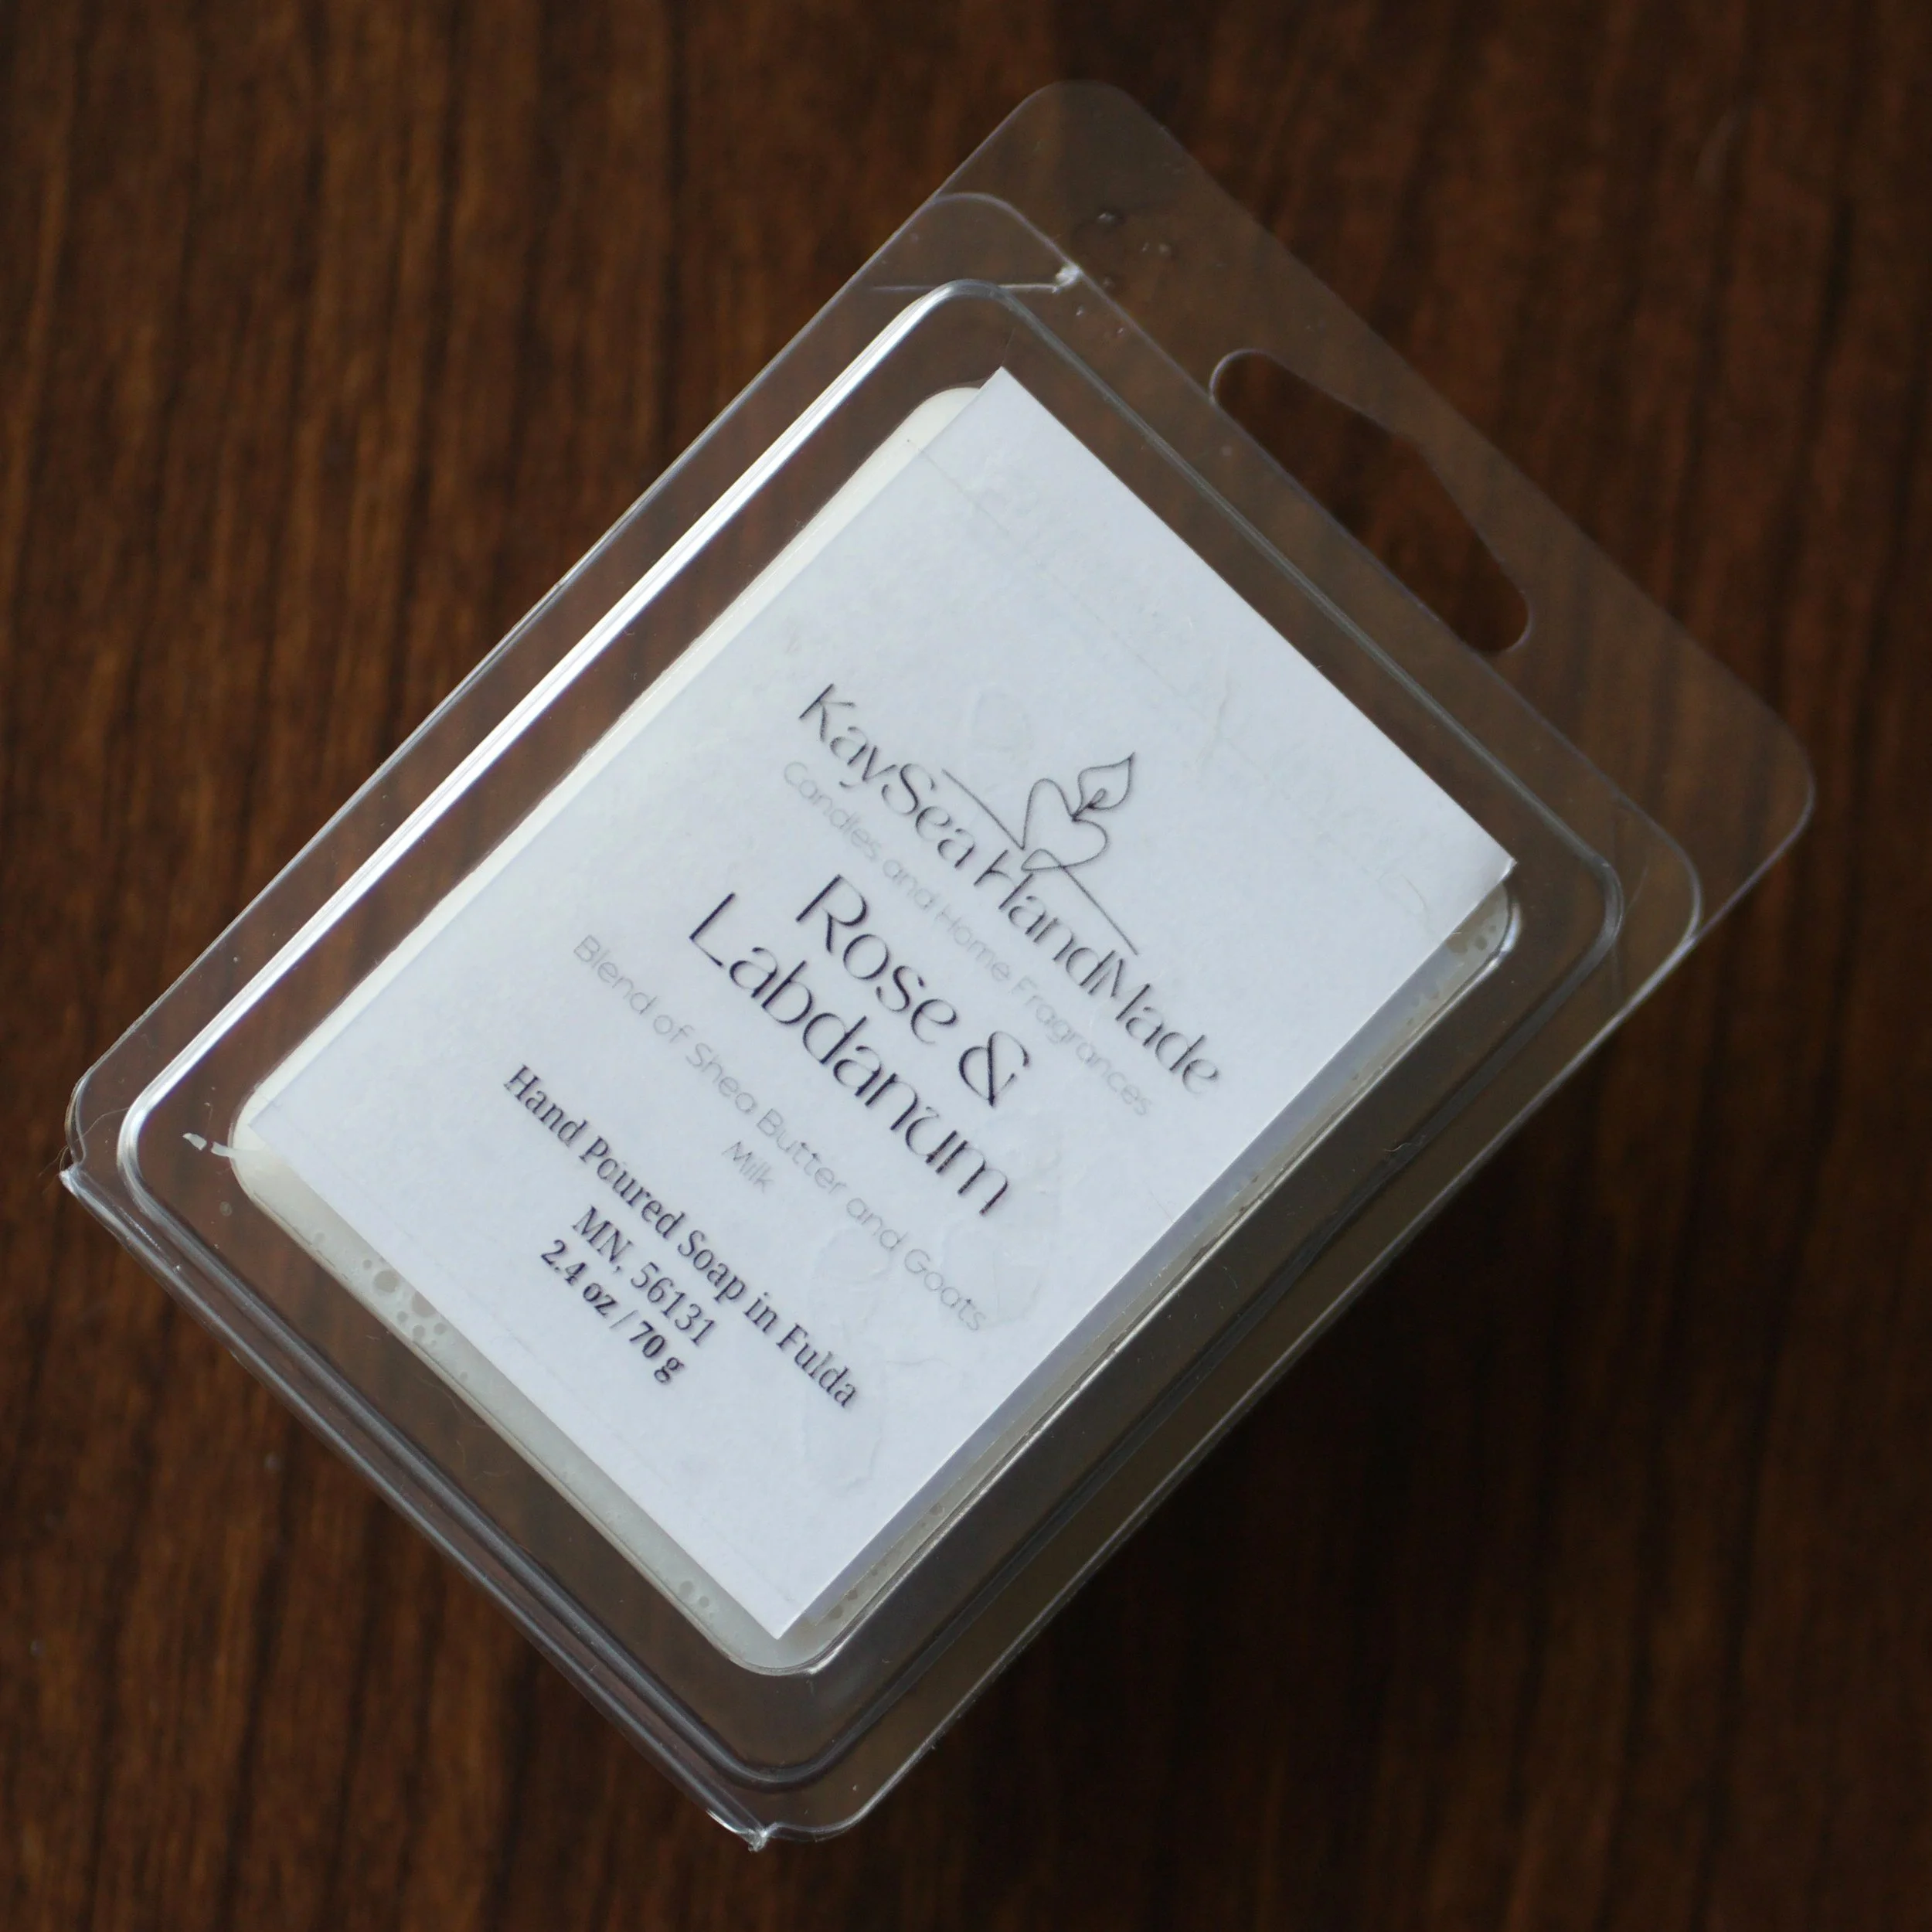 KaySea HandMade
Candles and Home Fragrances
Rose &
Labdanum
Blend of Shea Butter and Goats
Milk
Hand Poured Soap in Fulda
MN, 56131
2.4 oz / 70 g